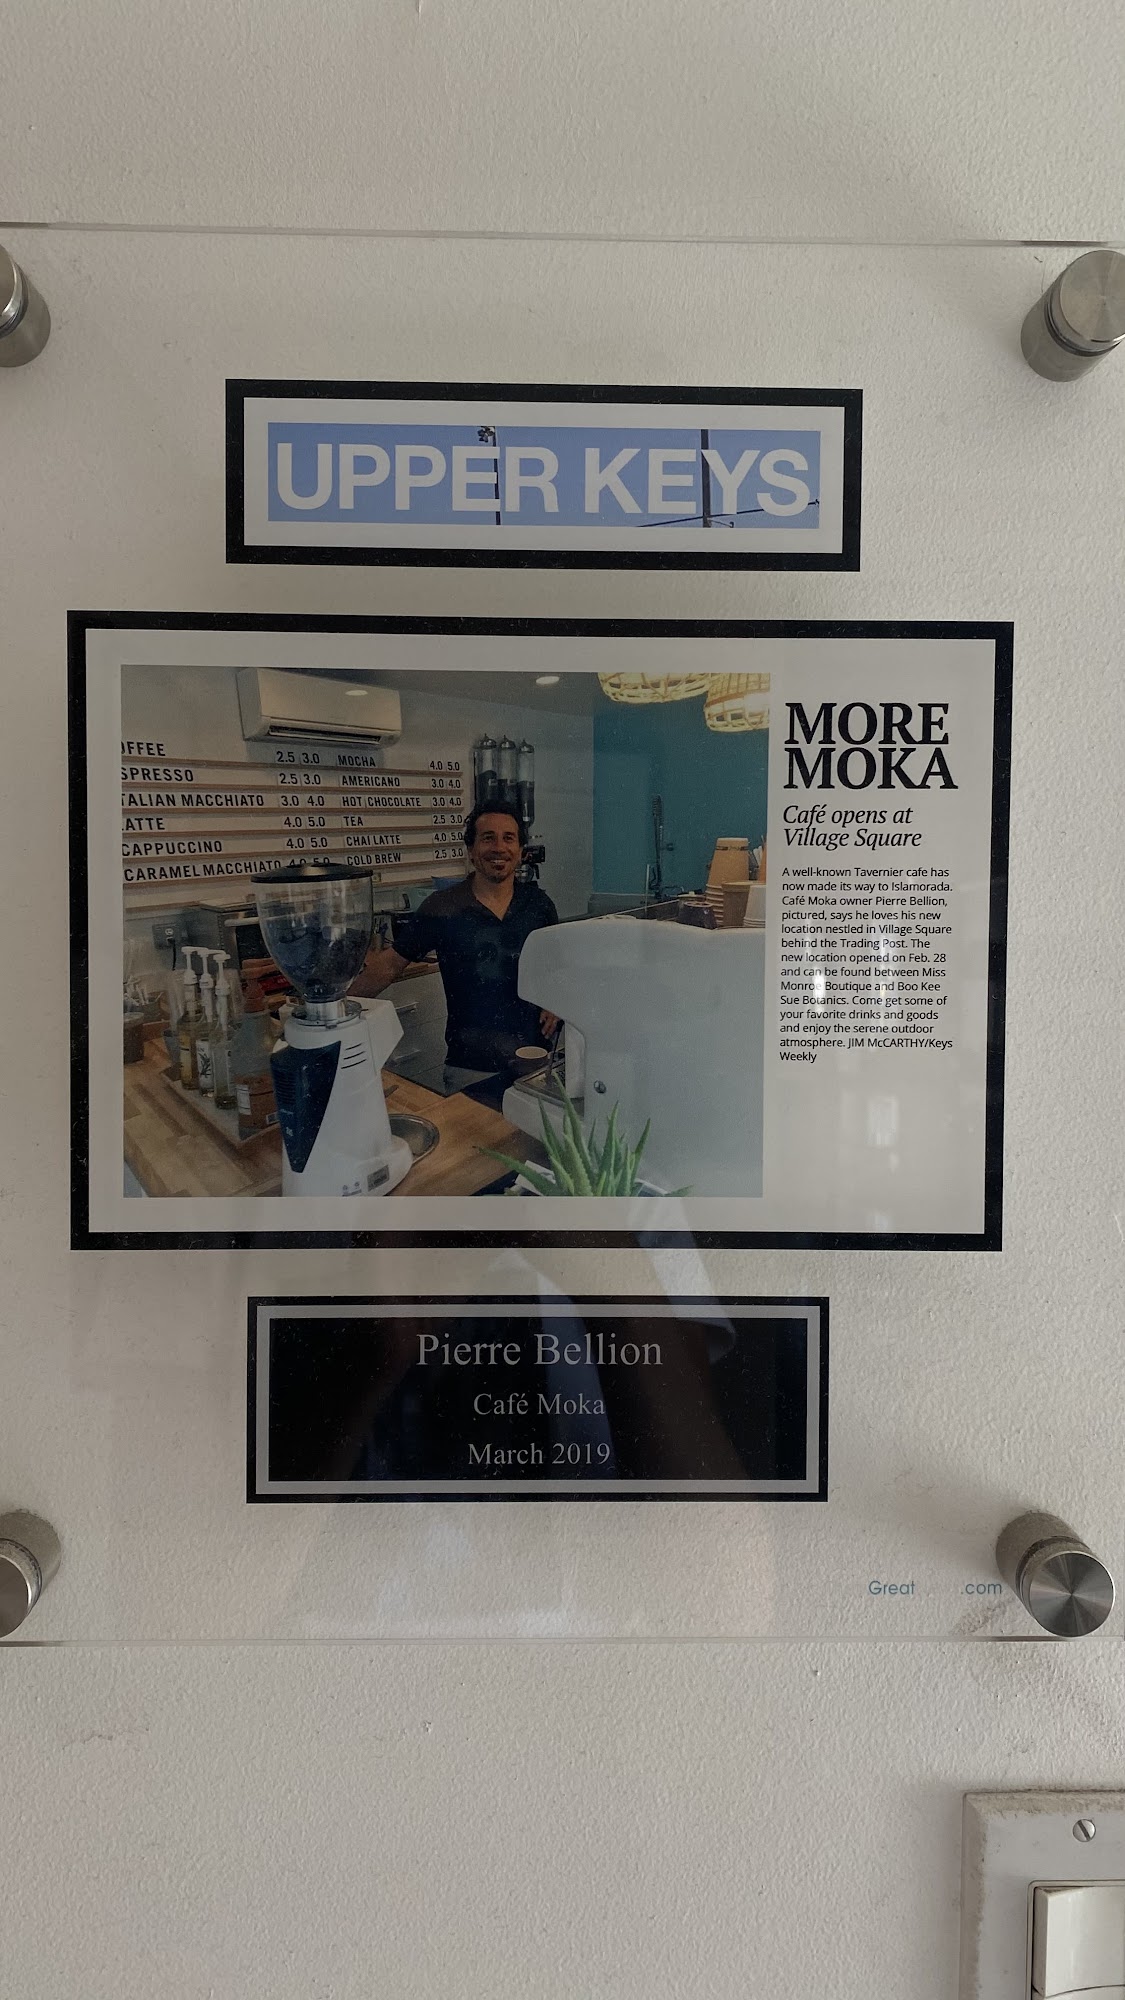 UPPER KEYS
OFFEE
SPRESSO 2.5 3.0
TALIAN MACCHIATO 3.0 4.0
LATTE 4.0 5.0
CAPPUCCINO 4.0 5.0
CARAMEL MACCHIATO 4.0 5.0
2.5 3.0 MOCHA 4.0 5.0
AMERICANO 3.0 4.0
HOT CHOCOLATE 3.0 4.0
TEA 2.5 3.0
CHAI LATTE 4.0 5.0
COLD BREW 2.5 3.0
MORE
MOKA
Café opens at
Village Square
A well-known Tavernier cafe has
now made its way to Islamorada.
Café Moka owner Pierre Bellion,
pictured, says he loves his new
location nestled in Village Square
behind the Trading Post. The
new location opened on Feb. 28
and can be found between Miss
Monroe Boutique and Boo Kee
Sue Botanics. Come get some of
your favorite drinks and goods
and enjoy the serene outdoor
atmosphere. JIM McCARTHY/Keys
Weekly
Pierre Bellion
Café Moka
March 2019
Great .com